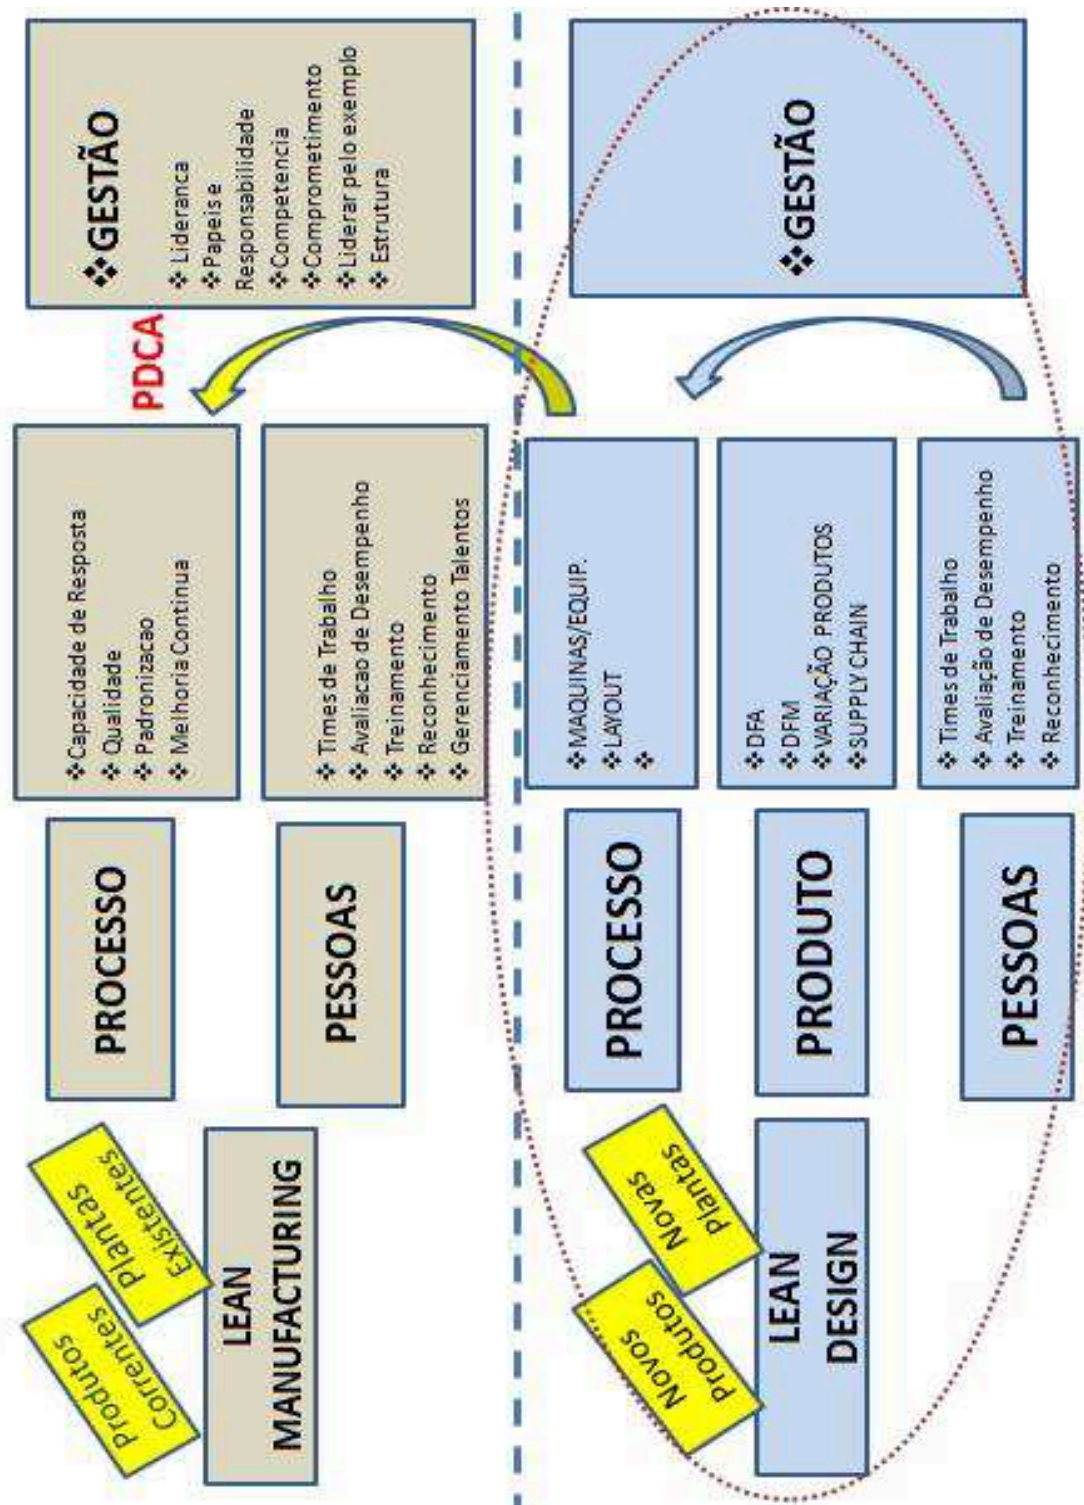 Produtos
Correntes
Plantas
Existentes
LEAN
MANUFACTURING
PROCESSO
❖Capacidade de Resposta
❖Qualidade
❖Padronizacao
❖Melhoria Continua
PESSOAS
❖Times de Trabalho
❖Avaliacao de Desempenho
❖Treinamento
❖Reconhecimento
❖Gerenciamento Talentos
PDCA
❖GESTÃO
❖Lideranca
❖Papeis e
Responsabilidade
❖Competencia
❖Comprometimento
❖Liderar pelo exemplo
❖Estrutura
Novos
Produtos
Novas
Plantas
LEAN
DESIGN
PROCESSO
❖MAQUINAS/EQUIP.
❖LAYOUT
❖
PRODUTO
❖DFA
❖DFM
❖VARIAÇÃO PRODUTOS
❖SUPPLY CHAIN
PESSOAS
❖Times de Trabalho
❖Avaliação de Desempenho
❖Treinamento
❖Reconhecimento
❖GESTÃO